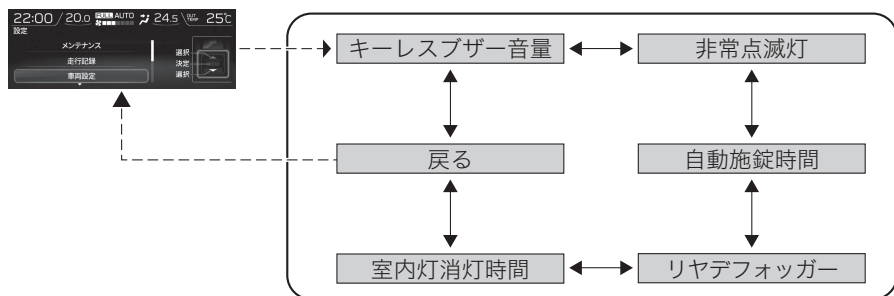 22:00 / 20.0 FULL AUTO 24.5 OUT TEMP 25℃
設定
メンテナンス
走行記録
車両設定
選択
決定
選択
キーレスブザー音量
非常点滅灯
戻る
自動施錠時間
室内灯消灯時間
リヤデフォッガー